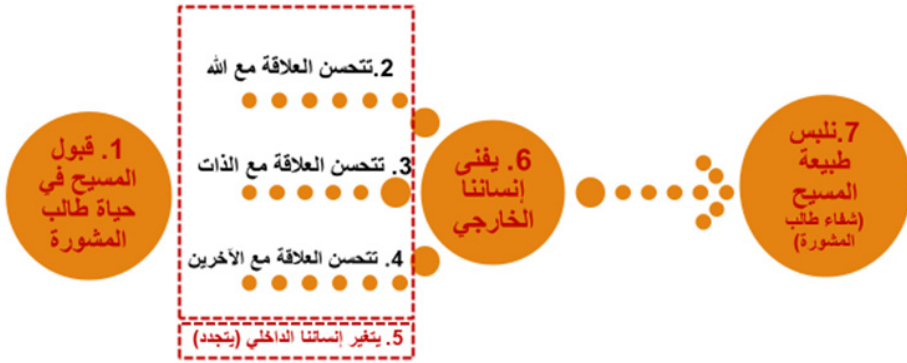 1. قبول
المسيح في
حياة طالب
المشورة
2.تتحسن العلاقة مع الله
3. تتحسن العلاقة مع الذات
4. تتحسن العلاقة مع الآخرين
5. يتغير إنساننا الداخلي (يتجدد)
6. يفنى
إنساننا
الخارجي
7.نلبس
طبيعة
المسيح
(شفاء طالب
المشورة)